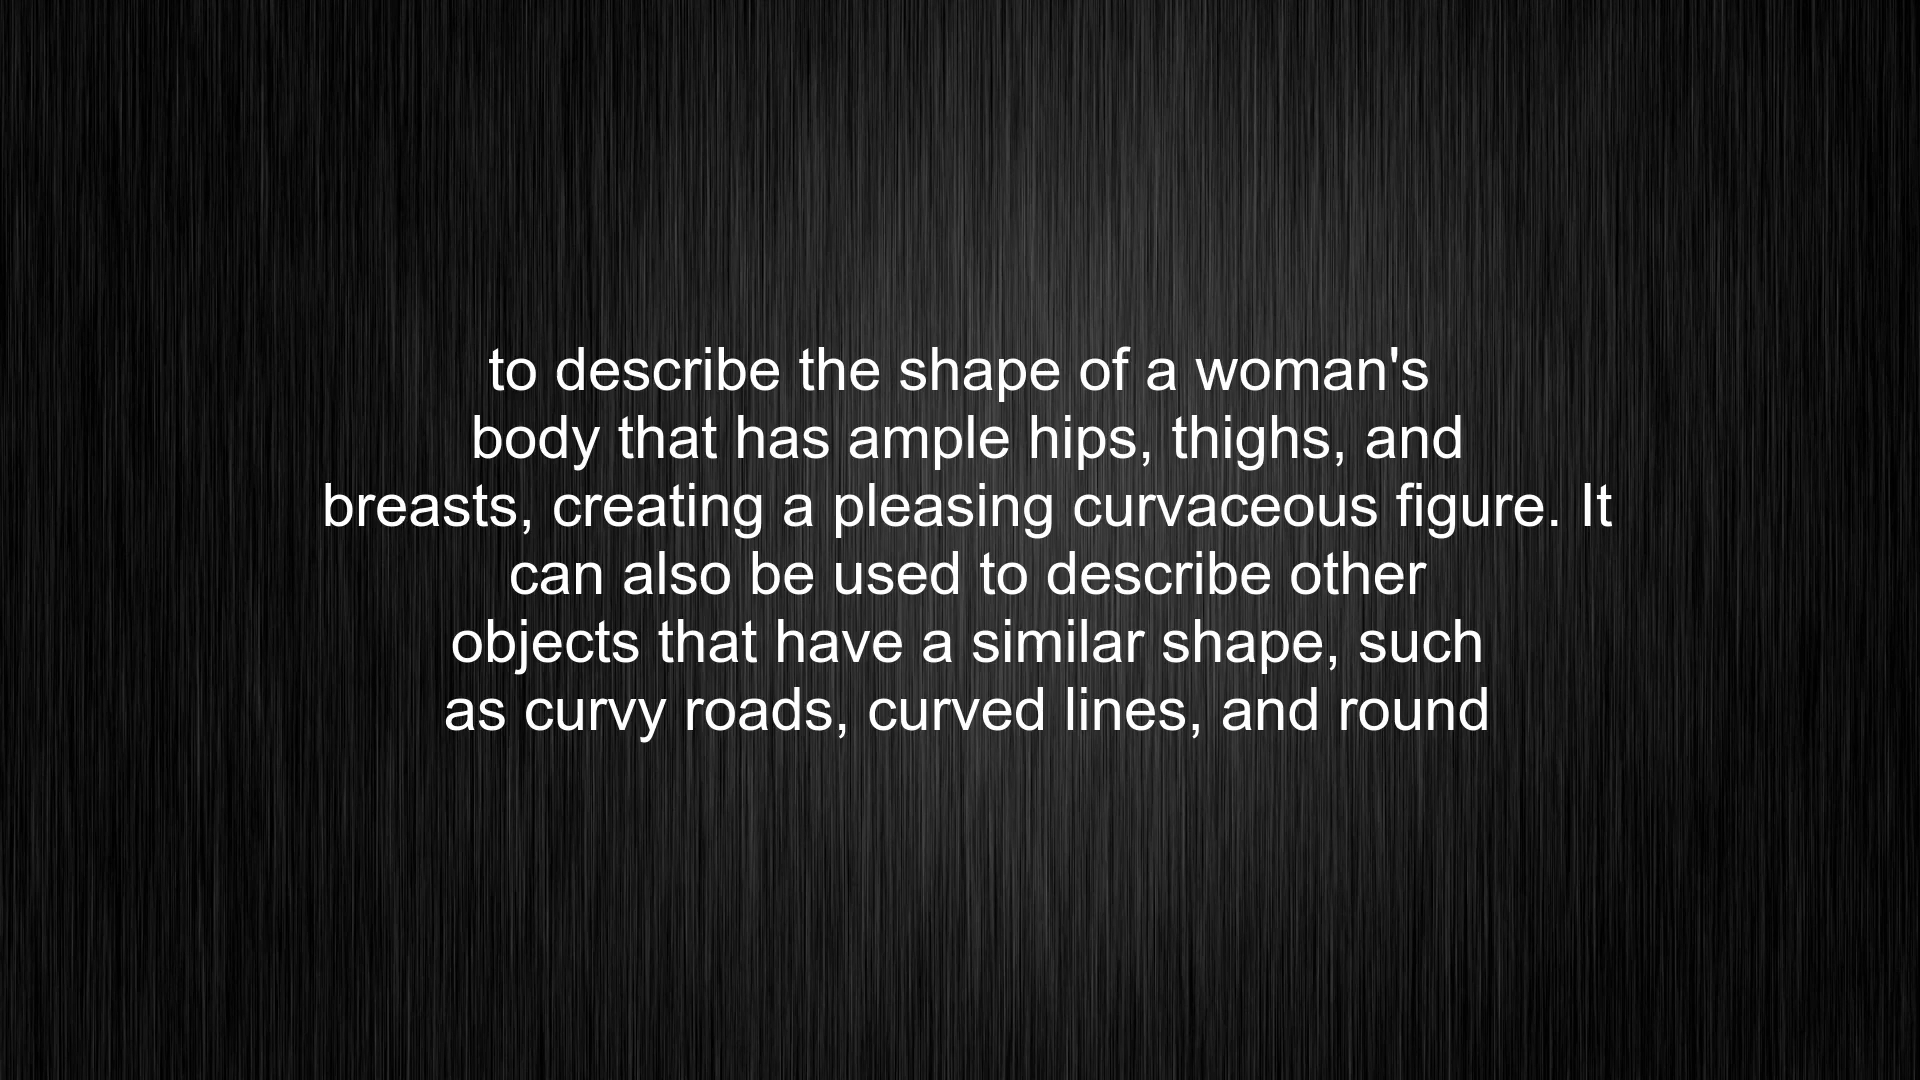 to describe the shape of a woman's
body that has ample hips, thighs, and
breasts, creating a pleasing curvaceous figure. It
can also be used to describe other
objects that have a similar shape, such
as curvy roads, curved lines, and round